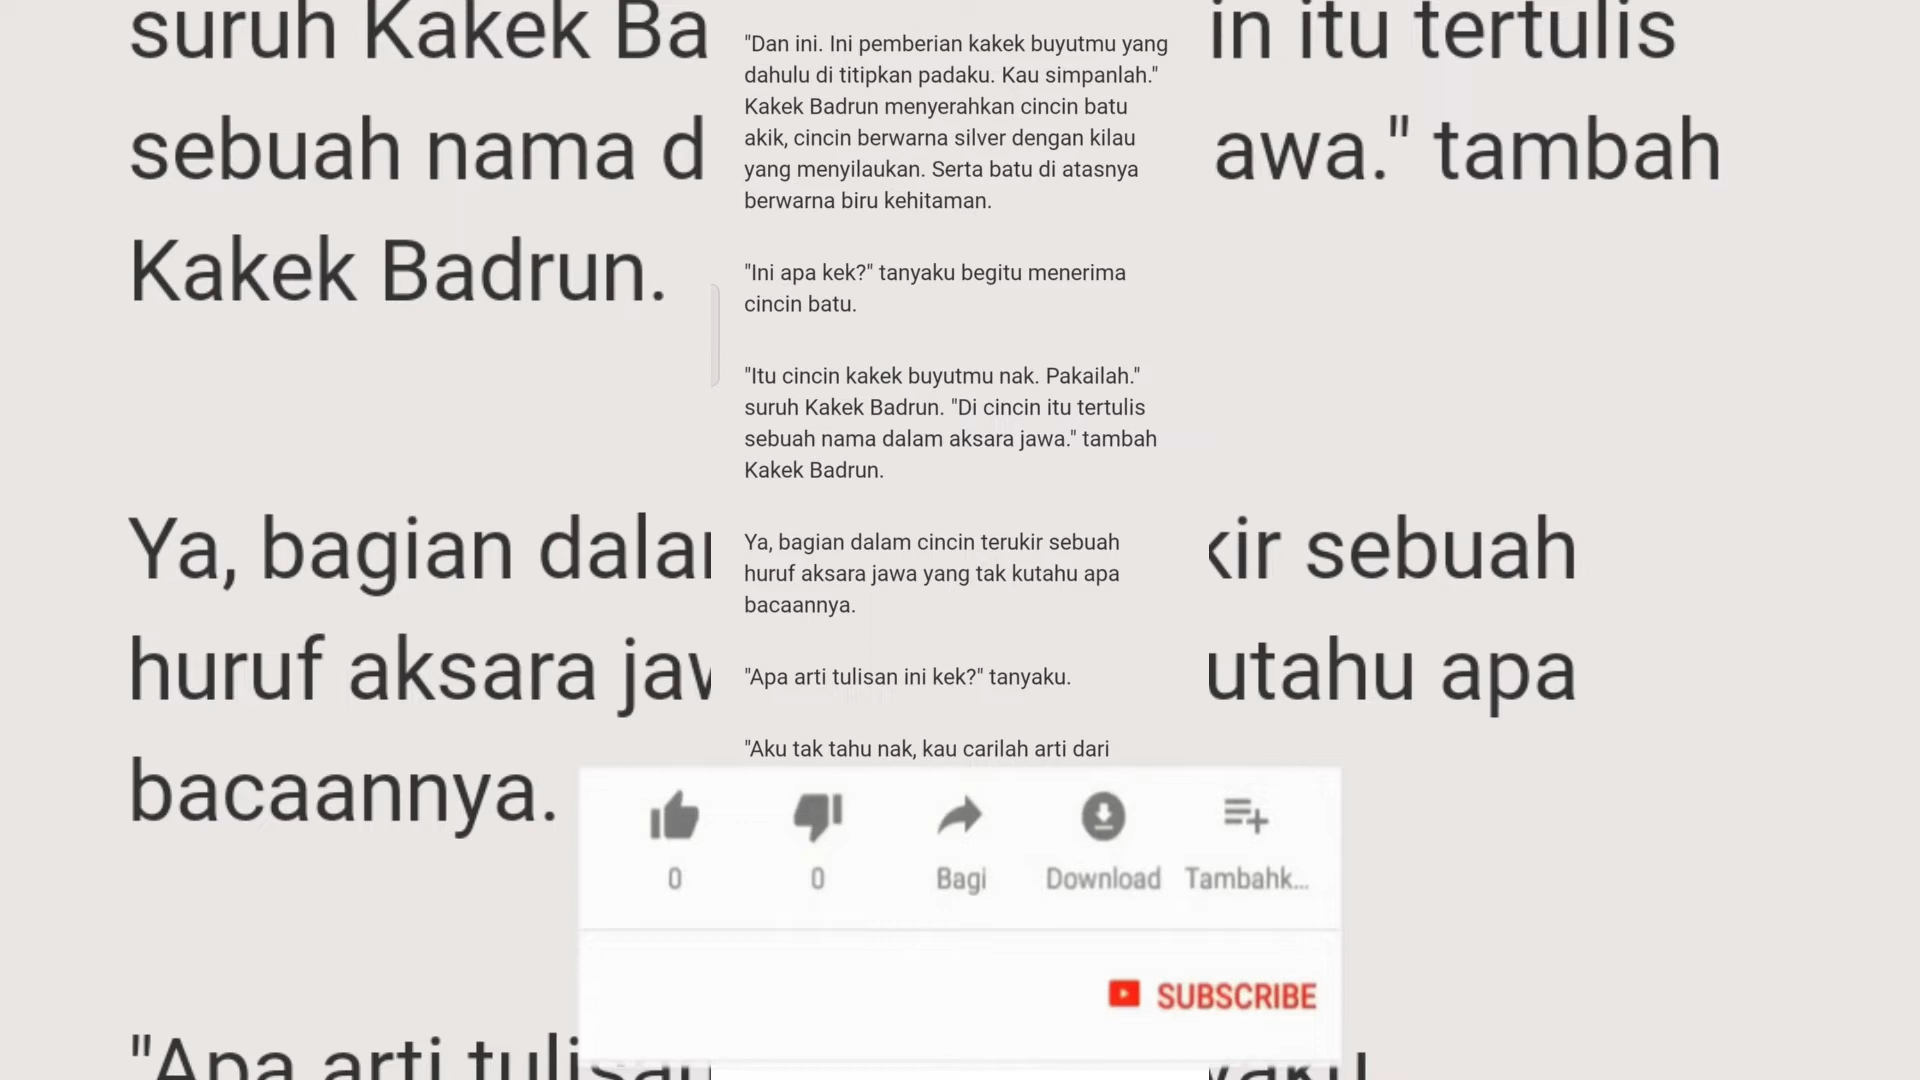 "Dan ini. Ini pemberian kakek buyutmu yang
dahulu di titipkan padaku. Kau simpanlah."
Kakek Badrun menyerahkan cincin batu
akik, cincin berwarna silver dengan kilau
yang menyilaukan. Serta batu di atasnya
berwarna biru kehitaman.
"Ini apa kek?" tanyaku begitu menerima
cincin batu.
"Itu cincin kakek buyutmu nak. Pakailah."
suruh Kakek Badrun. "Di cincin itu tertulis
sebuah nama dalam aksara jawa." tambah
Kakek Badrun.
Ya, bagian dalam cincin terukir sebuah
huruf aksara jawa yang tak kutahu apa
bacaannya.
"Apa arti tulisan ini kek?" tanyaku.
"Aku tak tahu nak, kau carilah arti dari
suruh Kakek Ba
in itu tertulis
sebuah nama d
awa." tambah
Kakek Badrun.
Ya, bagian
kir sebuah
huruf aksara
utahu apa
bacaannya.
"Apa arti
0
0
Bagi
Download
Tambahk...
SUBSCRIBE